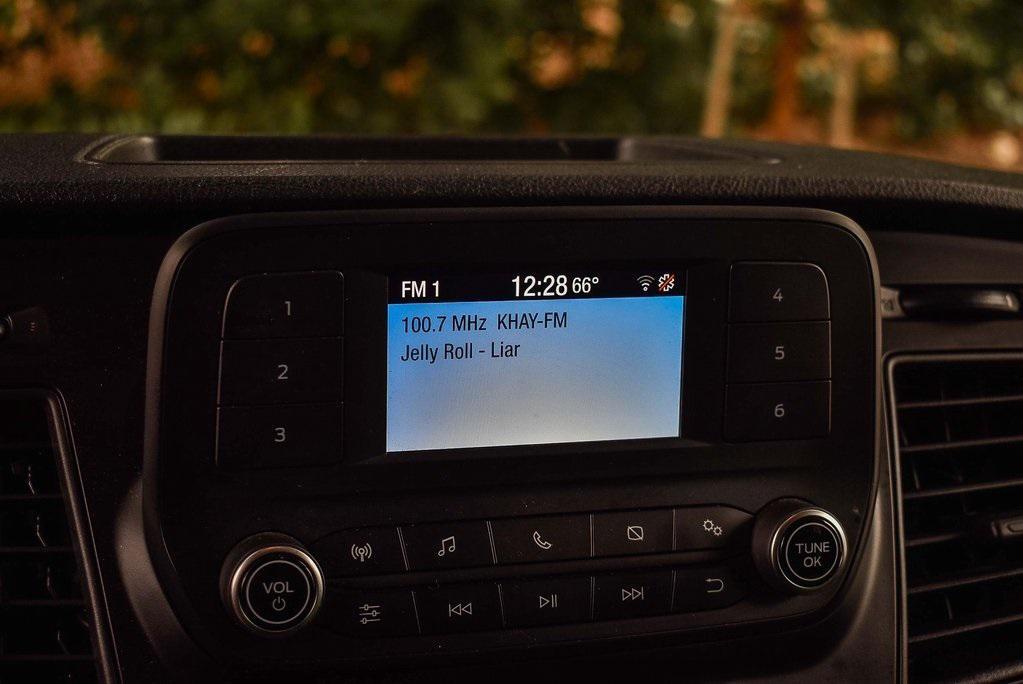 FM 1 12:28 66°
100.7 MHz KHAY-FM
Jelly Roll - Liar
1
2
3
4
5
6
VOL
TUNE
OK